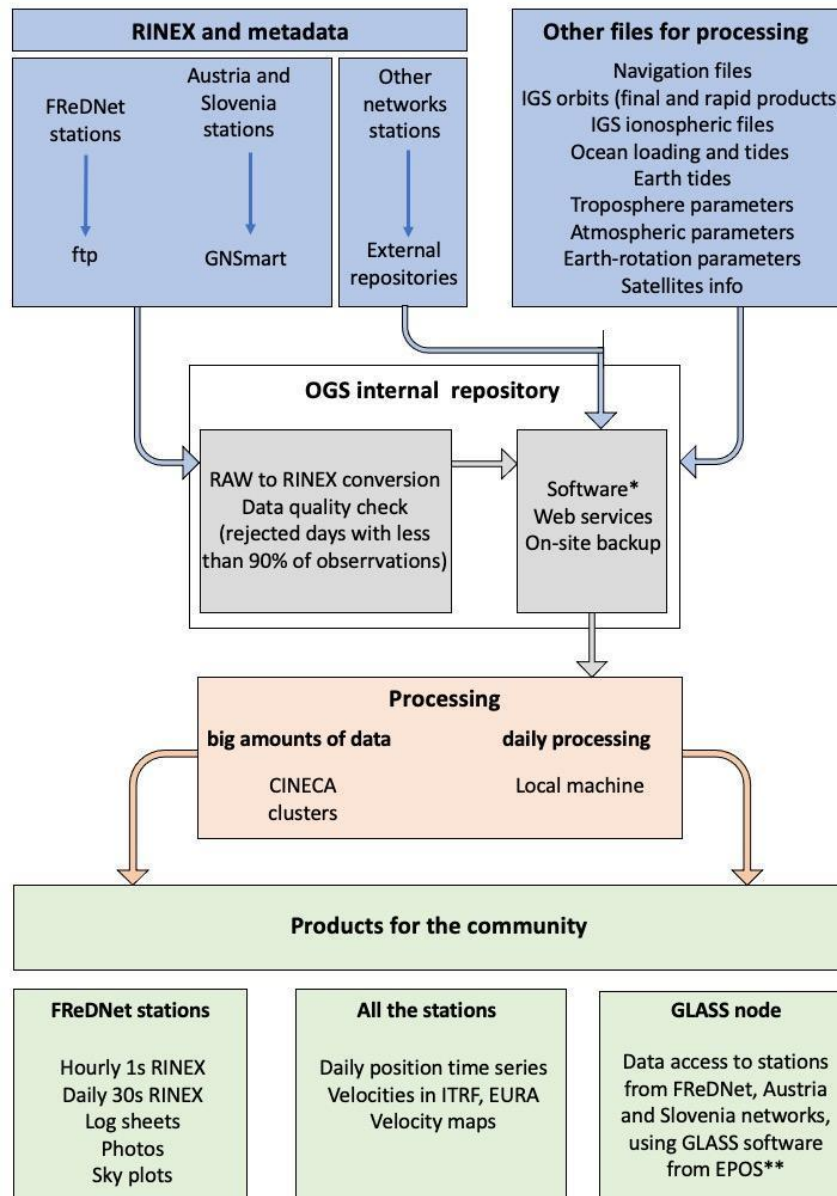 RINEX and metadata
FReDNet
stations
ftp
Austria and
Slovenia
stations
GNSmart
Other
networks
stations
External
repositories
Other files for processing
Navigation files
IGS orbits (final and rapid products
IGS ionospheric files
Ocean loading and tides
Earth tides
Troposphere parameters
Atmospheric parameters
Earth-rotation parameters
Satellites info
OGS internal repository
RAW to RINEX conversion
Data quality check
(rejected days with less
than 90% of obserrvations)
Software*
Web services
On-site backup
Processing
big amounts of data
CINECA
clusters
daily processing
Local machine
Products for the community
FReDNet stations
Hourly 1s RINEX
Daily 30s RINEX
Log sheets
Photos
Sky plots
All the stations
Daily position time series
Velocities in ITRF, EURA
Velocity maps
GLASS node
Data access to stations
from FReDNet, Austria
and Slovenia networks,
using GLASS software
from EPOS**